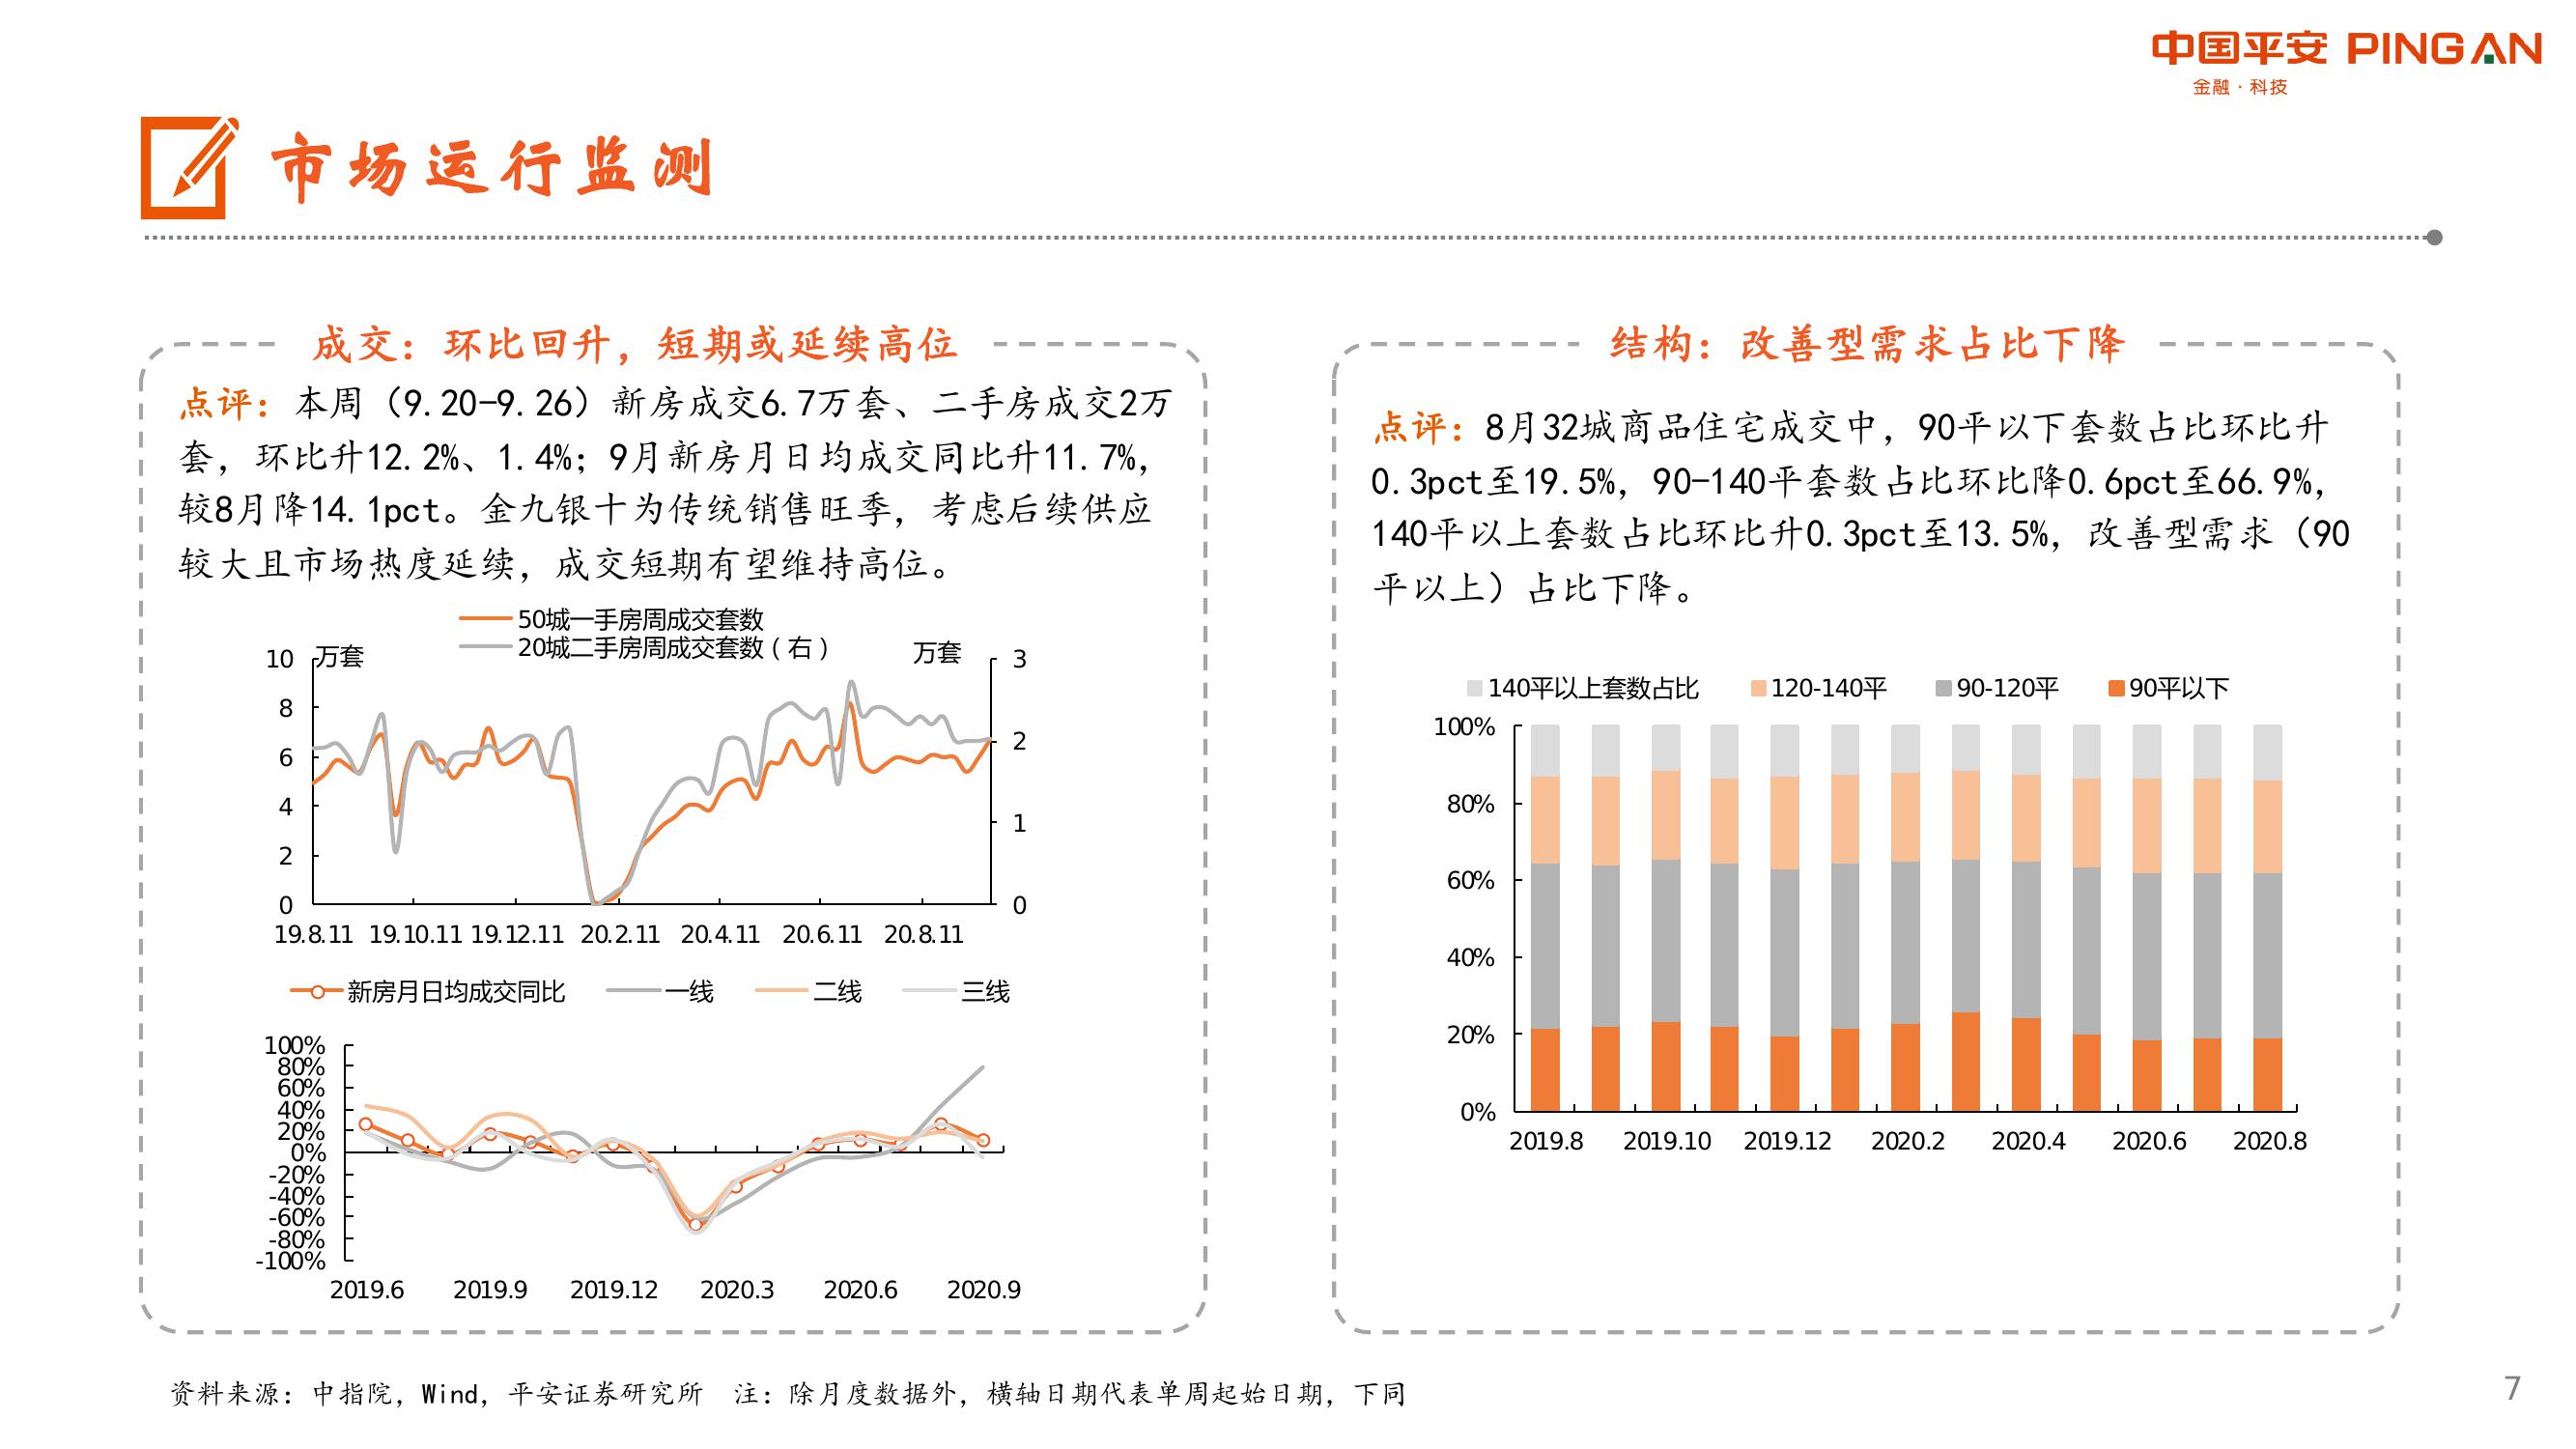 中国平安 PINGAN
金融·科技
市场运行监测
成交：环比回升，短期或延续高位
点评：本周（9.20-9.26）新房成交6.7万套、二手房成交2万
套，环比升12.2%、1.4%；9月新房月日均成交同比升11.7%，
较8月降14.1pct。金九银十为传统销售旺季，考虑后续供应
较大且市场热度延续，成交短期有望维持高位。
50城一手房周成交套数
20城二手房周成交套数（右）
万套
万套
10
8
6
4
2
0
3
2
1
0
19.8.11 19.10.11 19.12.11 20.2.11 20.4.11 20.6.11 20.8.11
新房月日均成交同比 一线 二线 三线
100%
80%
60%
40%
20%
0%
-20%
-40%
-60%
-80%
-100%
2019.6 2019.9 2019.12 2020.3 2020.6 2020.9
结构：改善型需求占比下降
点评：8月32城商品住宅成交中，90平以下套数占比环比升
0.3pct至19.5%，90-140平套数占比环比降0.6pct至66.9%，
140平以上套数占比环比升0.3pct至13.5%，改善型需求（90
平以上）占比下降。
140平以上套数占比 120-140平 90-120平 90平以下
100%
80%
60%
40%
20%
0%
2019.8 2019.10 2019.12 2020.2 2020.4 2020.6 2020.8
资料来源：中指院，Wind，平安证券研究所 注：除月度数据外，横轴日期代表单周起始日期，下同
7